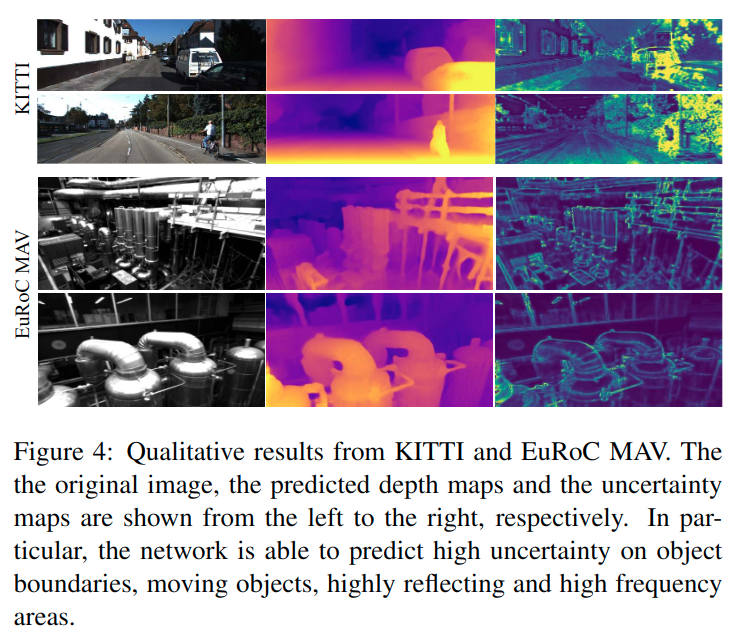 KITTI
EuRoC MAV
Figure 4: Qualitative results from KITTI and EuRoC MAV. The
the original image, the predicted depth maps and the uncertainty
maps are shown from the left to the right, respectively. In par-
ticular, the network is able to predict high uncertainty on object
boundaries, moving objects, highly reflecting and high frequency
areas.